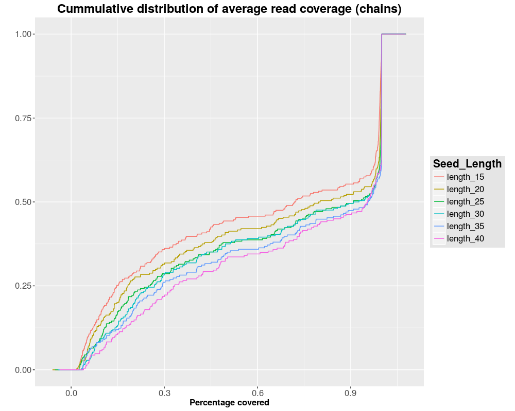 Cummulative distribution of average read coverage (chains)
1.00
0.75
0.50
0.25
0.00
0.0
0.3
0.6
0.9
Percentage covered
Seed_Length
length_15
length_20
length_25
length_30
length_35
length_40